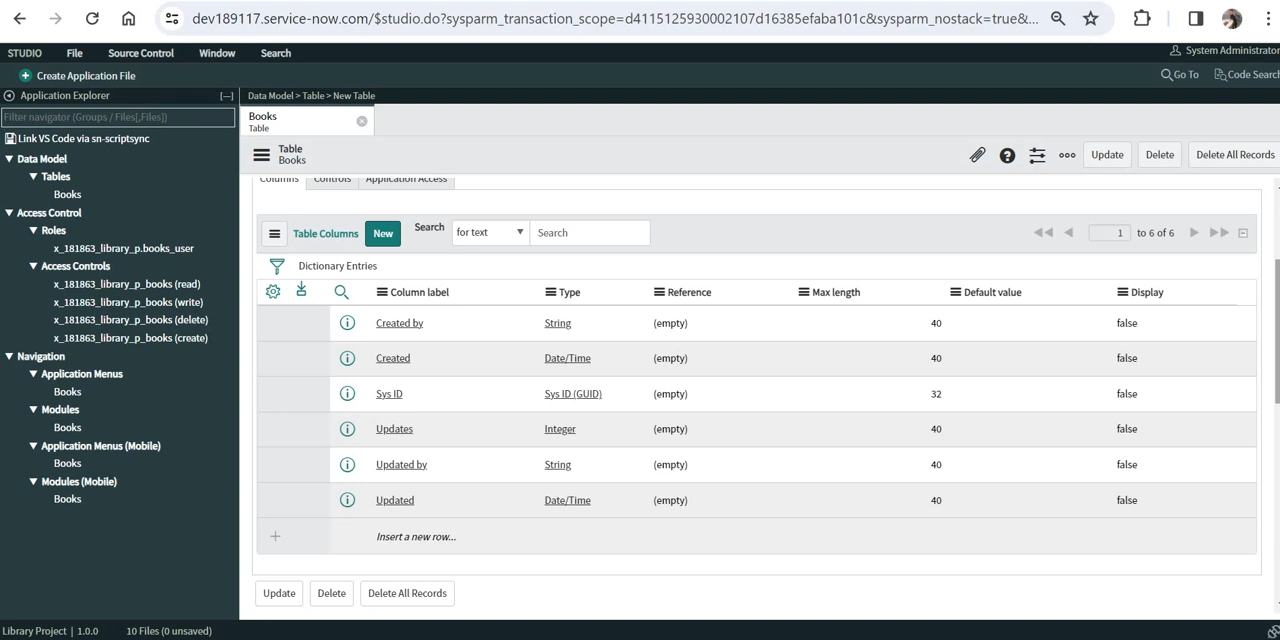 dev189117.service-now.com/$studio.do?sysparm_transaction_scope=d4115125930002107d16385efaba101c&sysparm_nostack=true&...
STUDIO File Source Control Window Search System Administrator
Create Application File Go To Code Search
Application Explorer [—] Data Model > Table > New Table
Filter navigator (Groups / Files[,Files])
Books
Table
Link VS Code via sn-scriptsync
Table
Books
Update Delete Delete All Records
Data Model
Tables
Books
Access Control
Roles
x_181863_library_p.books_user
Access Controls
x_181863_library_p_books (read)
x_181863_library_p_books (write)
x_181863_library_p_books (delete)
x_181863_library_p_books (create)
Navigation
Application Menus
Books
Modules
Books
Application Menus (Mobile)
Books
Modules (Mobile)
Books
Columns Controls Application Access
Table Columns New Search for text Search 1 to 6 of 6
Dictionary Entries
Column label Type Reference Max length Default value Display
Created by String (empty) 40 false
Created Date/Time (empty) 40 false
Sys ID Sys ID (GUID) (empty) 32 false
Updates Integer (empty) 40 false
Updated by String (empty) 40 false
Updated Date/Time (empty) 40 false
Insert a new row...
Update Delete Delete All Records
Library Project | 1.0.0 10 Files (0 unsaved)